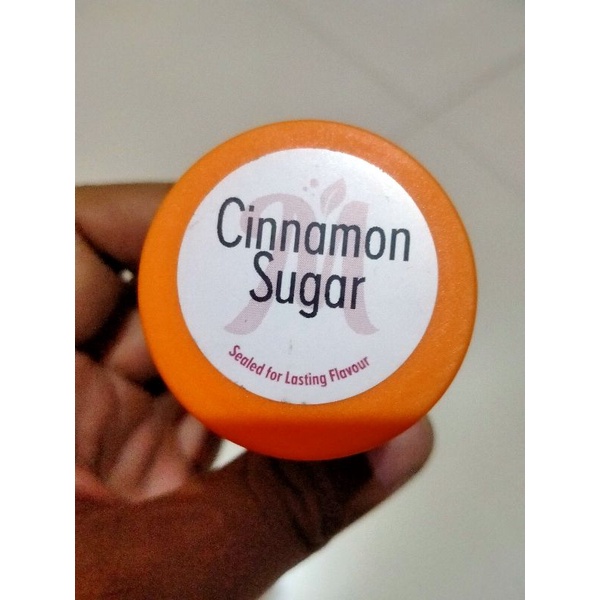 Cinnamon
Sugar
Sealed for Lasting Flavour